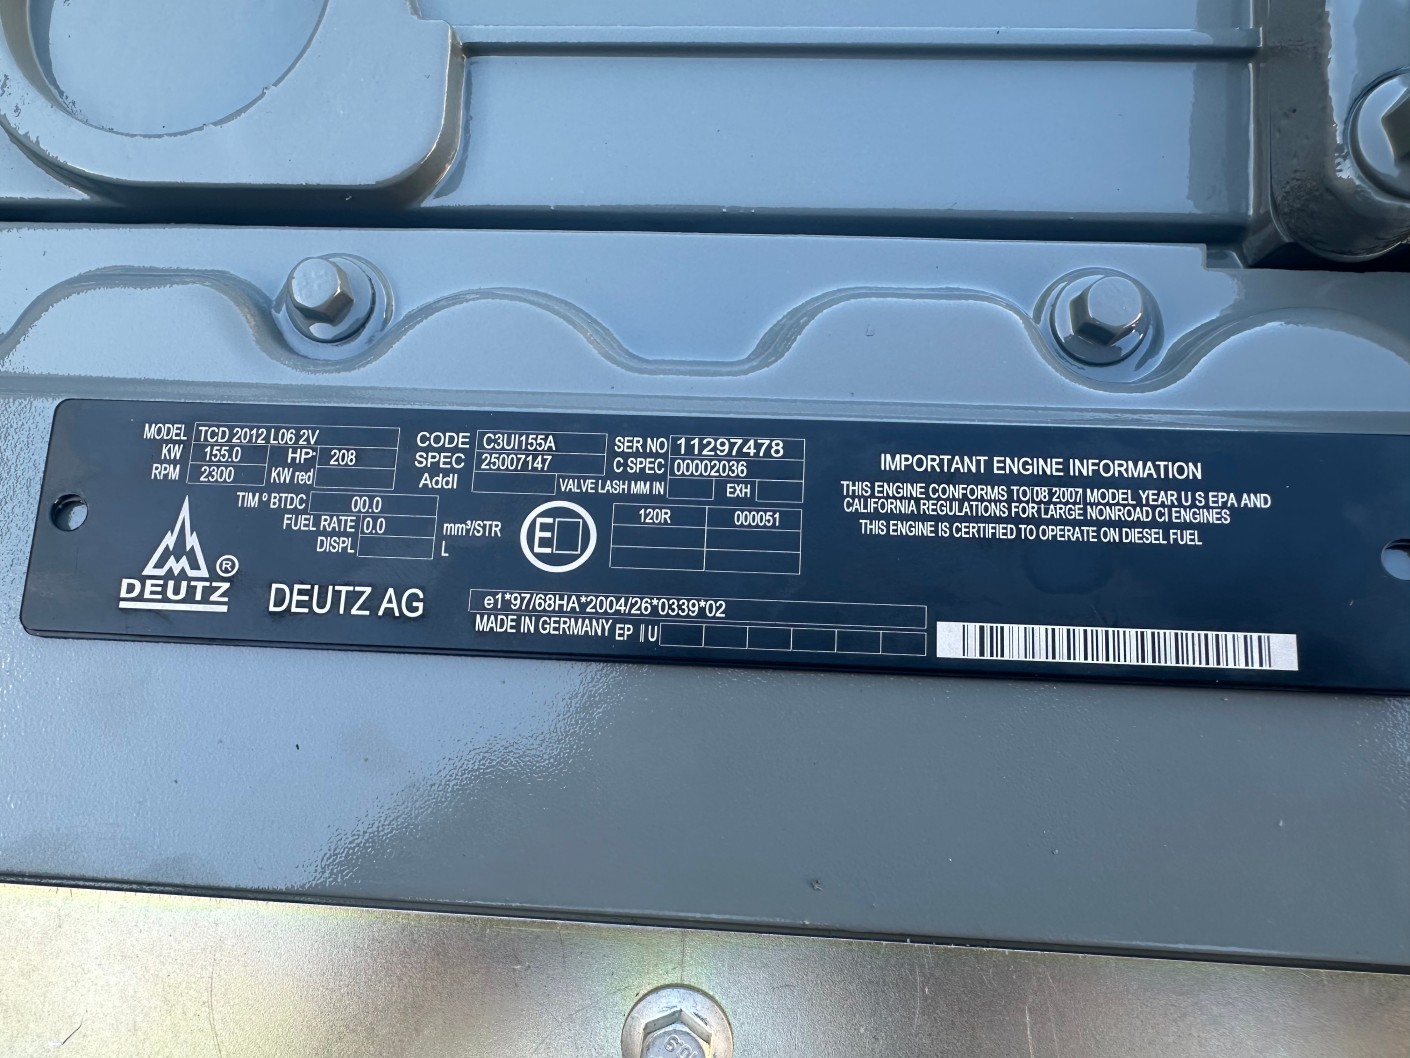 MODEL TCD 2012 L06 2V CODE C3UI155A SER NO 11297478
KW 155.0 HP 208 SPEC 25007147 C SPEC 00002036
RPM 2300 KW red Addl VALVE LASH MM IN EXH
TIM º BTDC 00.0 120R 000051
FUEL RATE 0.0 mm³/STR
DISPL L
E
DEUTZ ®
DEUTZ AG
e1*97/68HA*2004/26*0339*02
MADE IN GERMANY EP II U
IMPORTANT ENGINE INFORMATION
THIS ENGINE CONFORMS TO 08 2007 MODEL YEAR U S EPA AND
CALIFORNIA REGULATIONS FOR LARGE NONROAD CI ENGINES
THIS ENGINE IS CERTIFIED TO OPERATE ON DIESEL FUEL